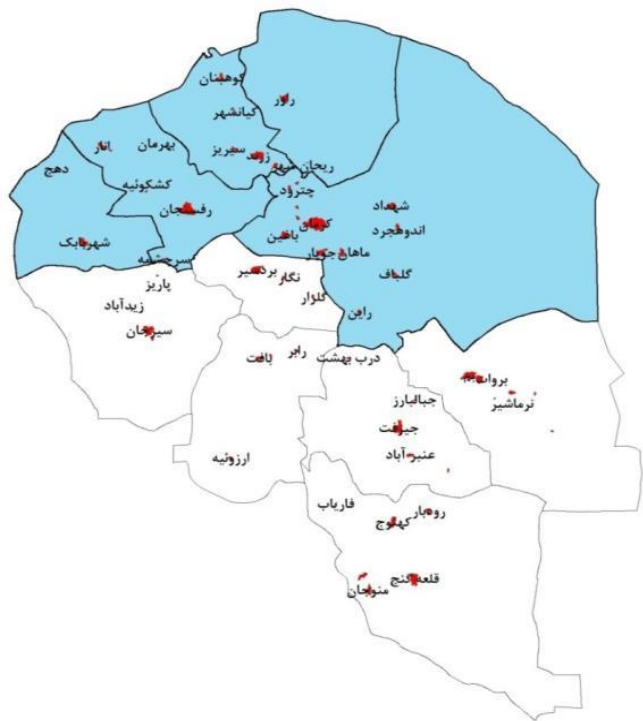 کوهبنان
راور
کیانشهر
انار
بهرمان
سیریز
زرند
ریحان شهر
دهج
کشکوئیه
چترود
رفسنجان
شهداد
کرمان
اندوهجرد
باغین
شهربابک
ماهان
جوپار
سرچشمه
گلباف
بردسیر
نگار
پاریز
گلزار
زیدآباد
راین
سیرجان
رابر
بافت
درب بهشت
بروات
نرماشیر
جبالبارز
جیرفت
عنبرآباد
ارزوئیه
فاریاب
رودبار
کهنوج
قلعه گنج
منوجان